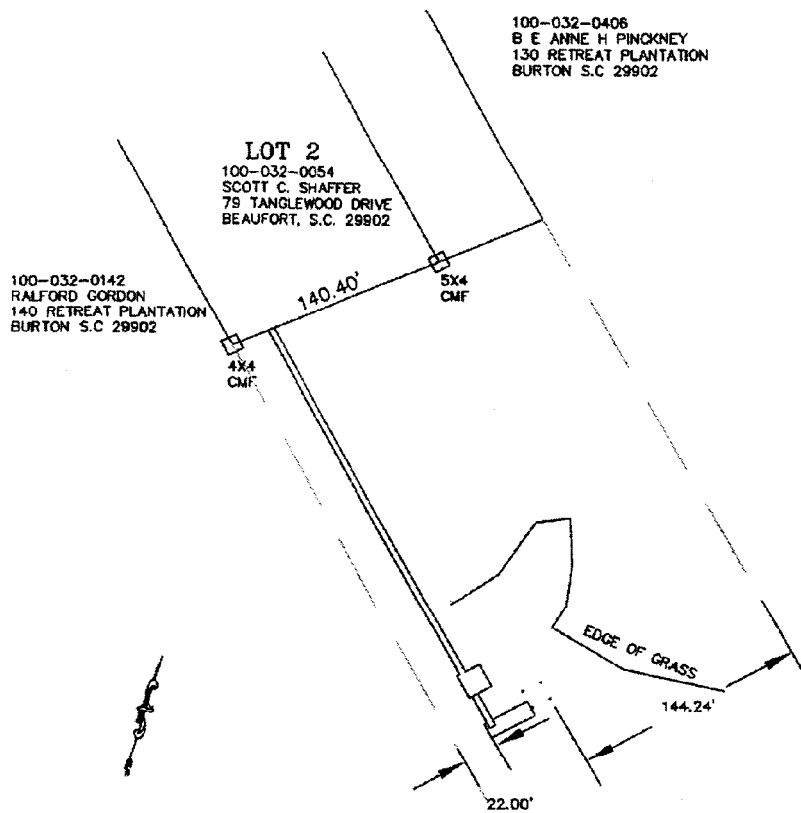 100-032-0406
B E ANNE H PINCKNEY
130 RETREAT PLANTATION
BURTON S.C 29902
LOT 2
100-032-0054
SCOTT C. SHAFFER
79 TANGLEWOOD DRIVE
BEAUFORT, S.C. 29902
100-032-0142
RALFORD GORDON
140 RETREAT PLANTATION
BURTON S.C 29902
140.40'
5X4
CMF
4X4
CMF
EDGE OF GRASS
144.24'
22.00'